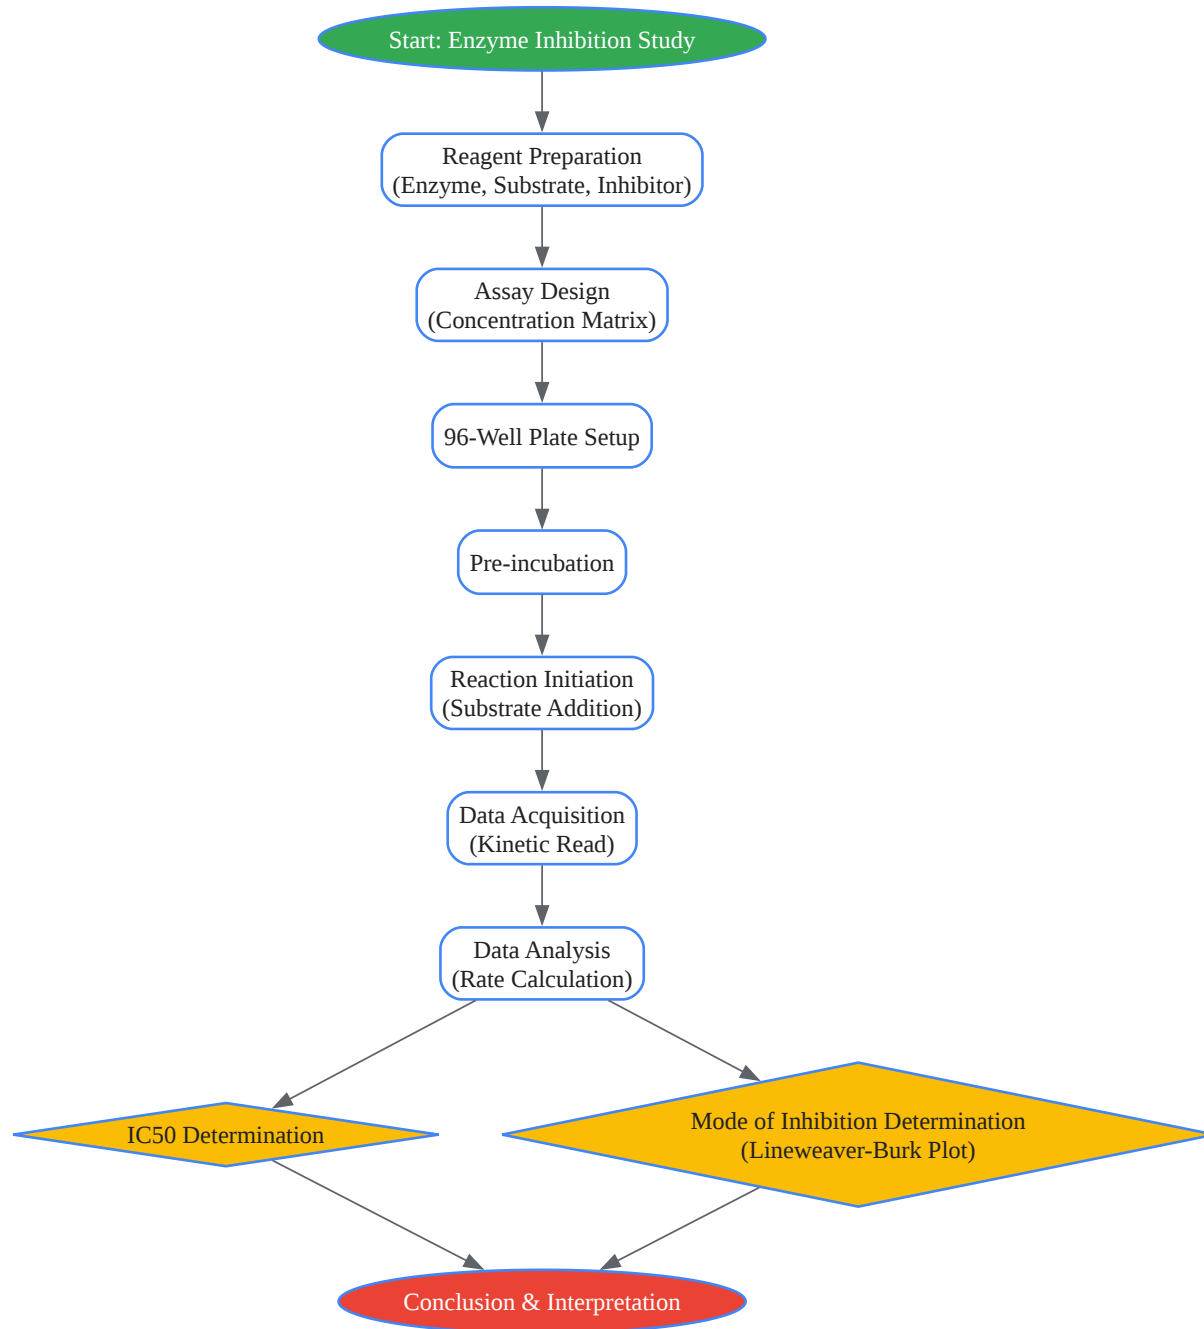 Start: Enzyme Inhibition Study
Reagent Preparation
(Enzyme, Substrate, Inhibitor)
Assay Design
(Concentration Matrix)
96-Well Plate Setup
Pre-incubation
Reaction Initiation
(Substrate Addition)
Data Acquisition
(Kinetic Read)
Data Analysis
(Rate Calculation)
IC50 Determination
Mode of Inhibition Determination
(Lineweaver-Burk Plot)
Conclusion & Interpretation